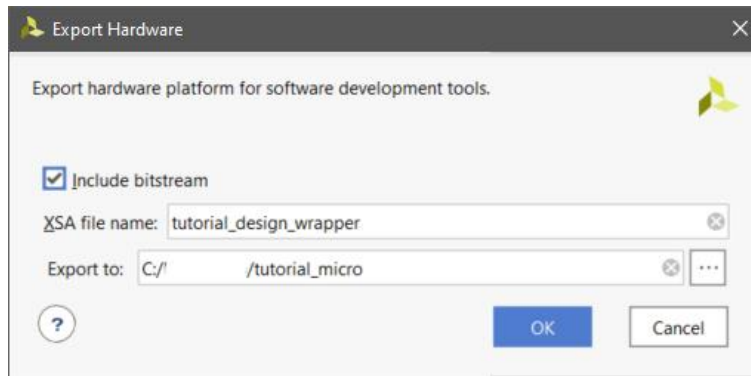 Export Hardware
Export hardware platform for software development tools.
Include bitstream
XSA file name: tutorial_design_wrapper
Export to: C:/ /tutorial_micro ...
? OK Cancel